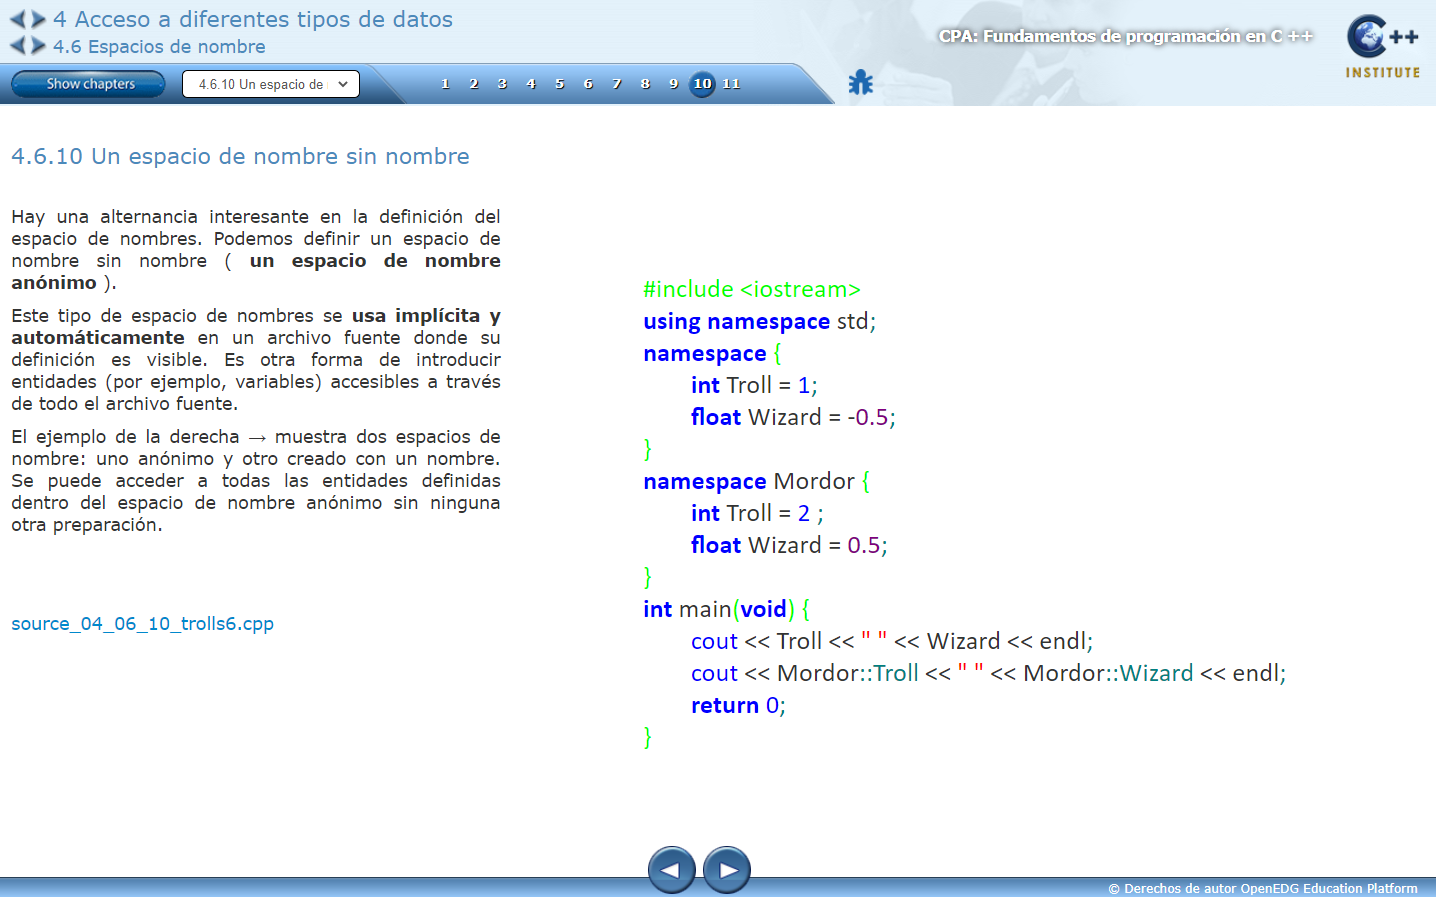 4 Acceso a diferentes tipos de datos
4.6 Espacios de nombre
CPA: Fundamentos de programación en C ++
++
INSTITUTE
Show chapters
4.6.10 Un espacio de
1 2 3 4 5 6 7 8 9 10 11
4.6.10 Un espacio de nombre sin nombre
Hay una alternancia interesante en la definición del
espacio de nombres. Podemos definir un espacio de
nombre sin nombre ( un espacio de nombre
anónimo ).
Este tipo de espacio de nombres se usa implícita y
automáticamente en un archivo fuente donde su
definición es visible. Es otra forma de introducir
entidades (por ejemplo, variables) accesibles a través
de todo el archivo fuente.
El ejemplo de la derecha → muestra dos espacios de
nombre: uno anónimo y otro creado con un nombre.
Se puede acceder a todas las entidades definidas
dentro del espacio de nombre anónimo sin ninguna
otra preparación.
source_04_06_10_trolls6.cpp
#include <iostream>
using namespace std;
namespace {
int Troll = 1;
float Wizard = -0.5;
}
namespace Mordor {
int Troll = 2 ;
float Wizard = 0.5;
}
int main(void) {
cout << Troll << " " << Wizard << endl;
cout << Mordor::Troll << " " << Mordor::Wizard << endl;
return 0;
}
© Derechos de autor OpenEDG Education Platform